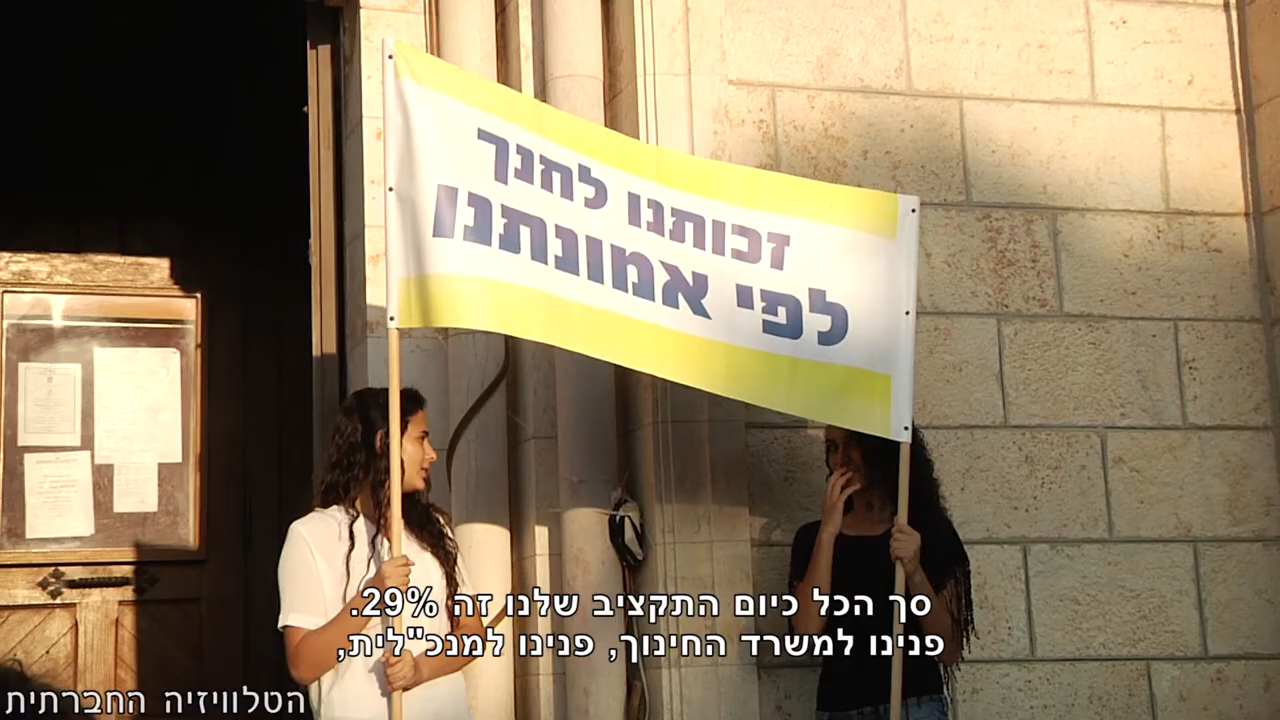 זכותנו לחנך
לפי אמונתנו
סך הכל כיום התקציב שלנו זה 29%.
פנינו למשרד החינוך, פנינו למנכ"לית,
הטלוויזיה החברתית